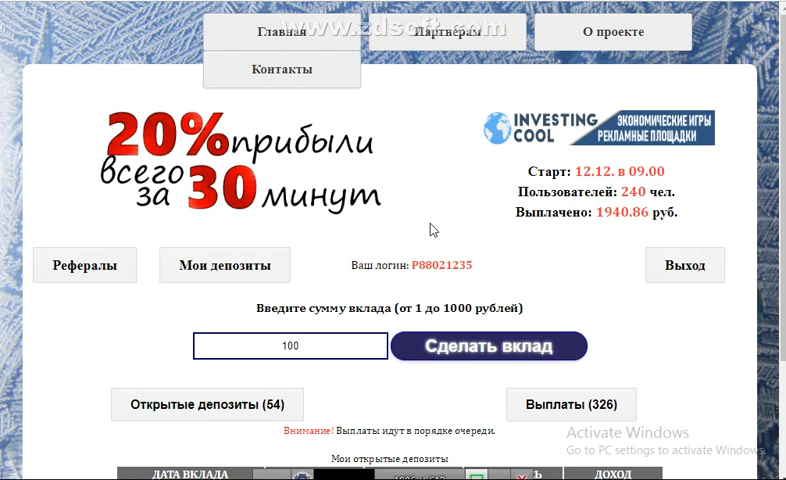 www.zdsoft.com
Главная
Партнерам
О проекте
Контакты
20% прибыли
всего
за 30 минут
INVESTING
COOL
ЭКОНОМИЧЕСКИЕ ИГРЫ
РЕКЛАМНЫЕ ПЛОЩАДКИ
Старт: 12.12. в 09.00
Пользователей: 240 чел.
Выплачено: 1940.86 руб.
Рефералы
Мои депозиты
Ваш логин: P88021235
Выход
Введите сумму вклада (от 1 до 1000 рублей)
100
Сделать вклад
Открытые депозиты (54)
Выплаты (326)
Внимание! Выплаты идут в порядке очереди.
Activate Windows
Go to PC settings to activate Windows.
Мои открытые депозиты
ДАТА ВКЛАДА
ДОХОД